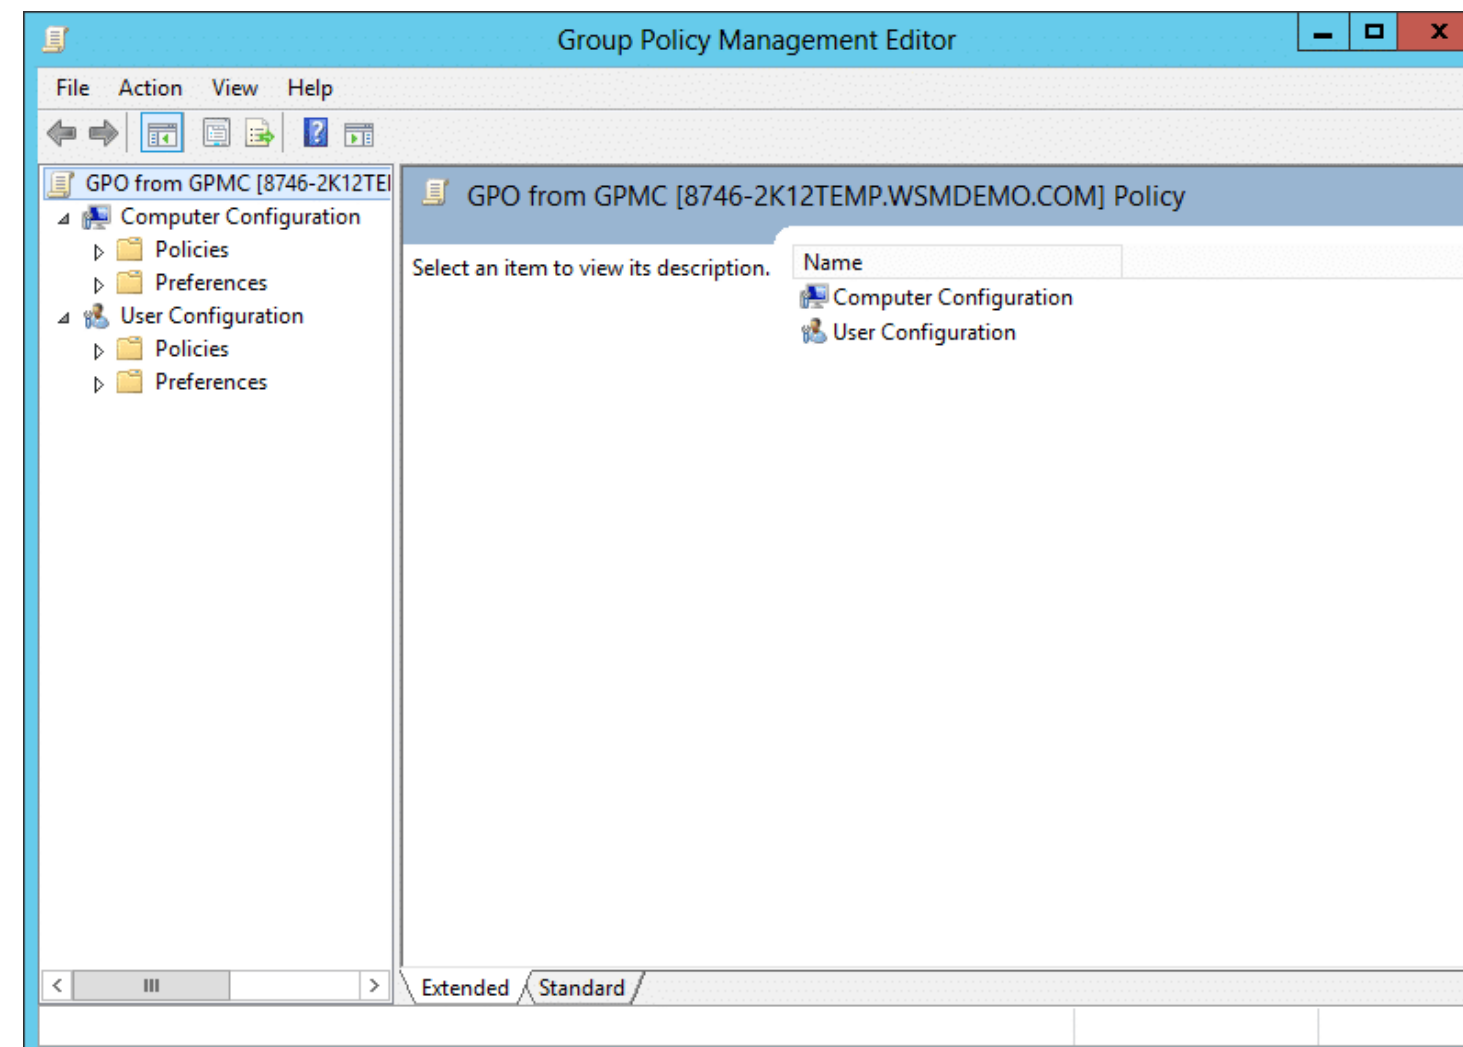 Group Policy Management Editor
File Action View Help
GPO from GPMC [8746-2K12TEI
Computer Configuration
Policies
Preferences
User Configuration
Policies
Preferences
GPO from GPMC [8746-2K12TEMP.WSMDEMO.COM] Policy
Select an item to view its description.
Name
Computer Configuration
User Configuration
Extended Standard